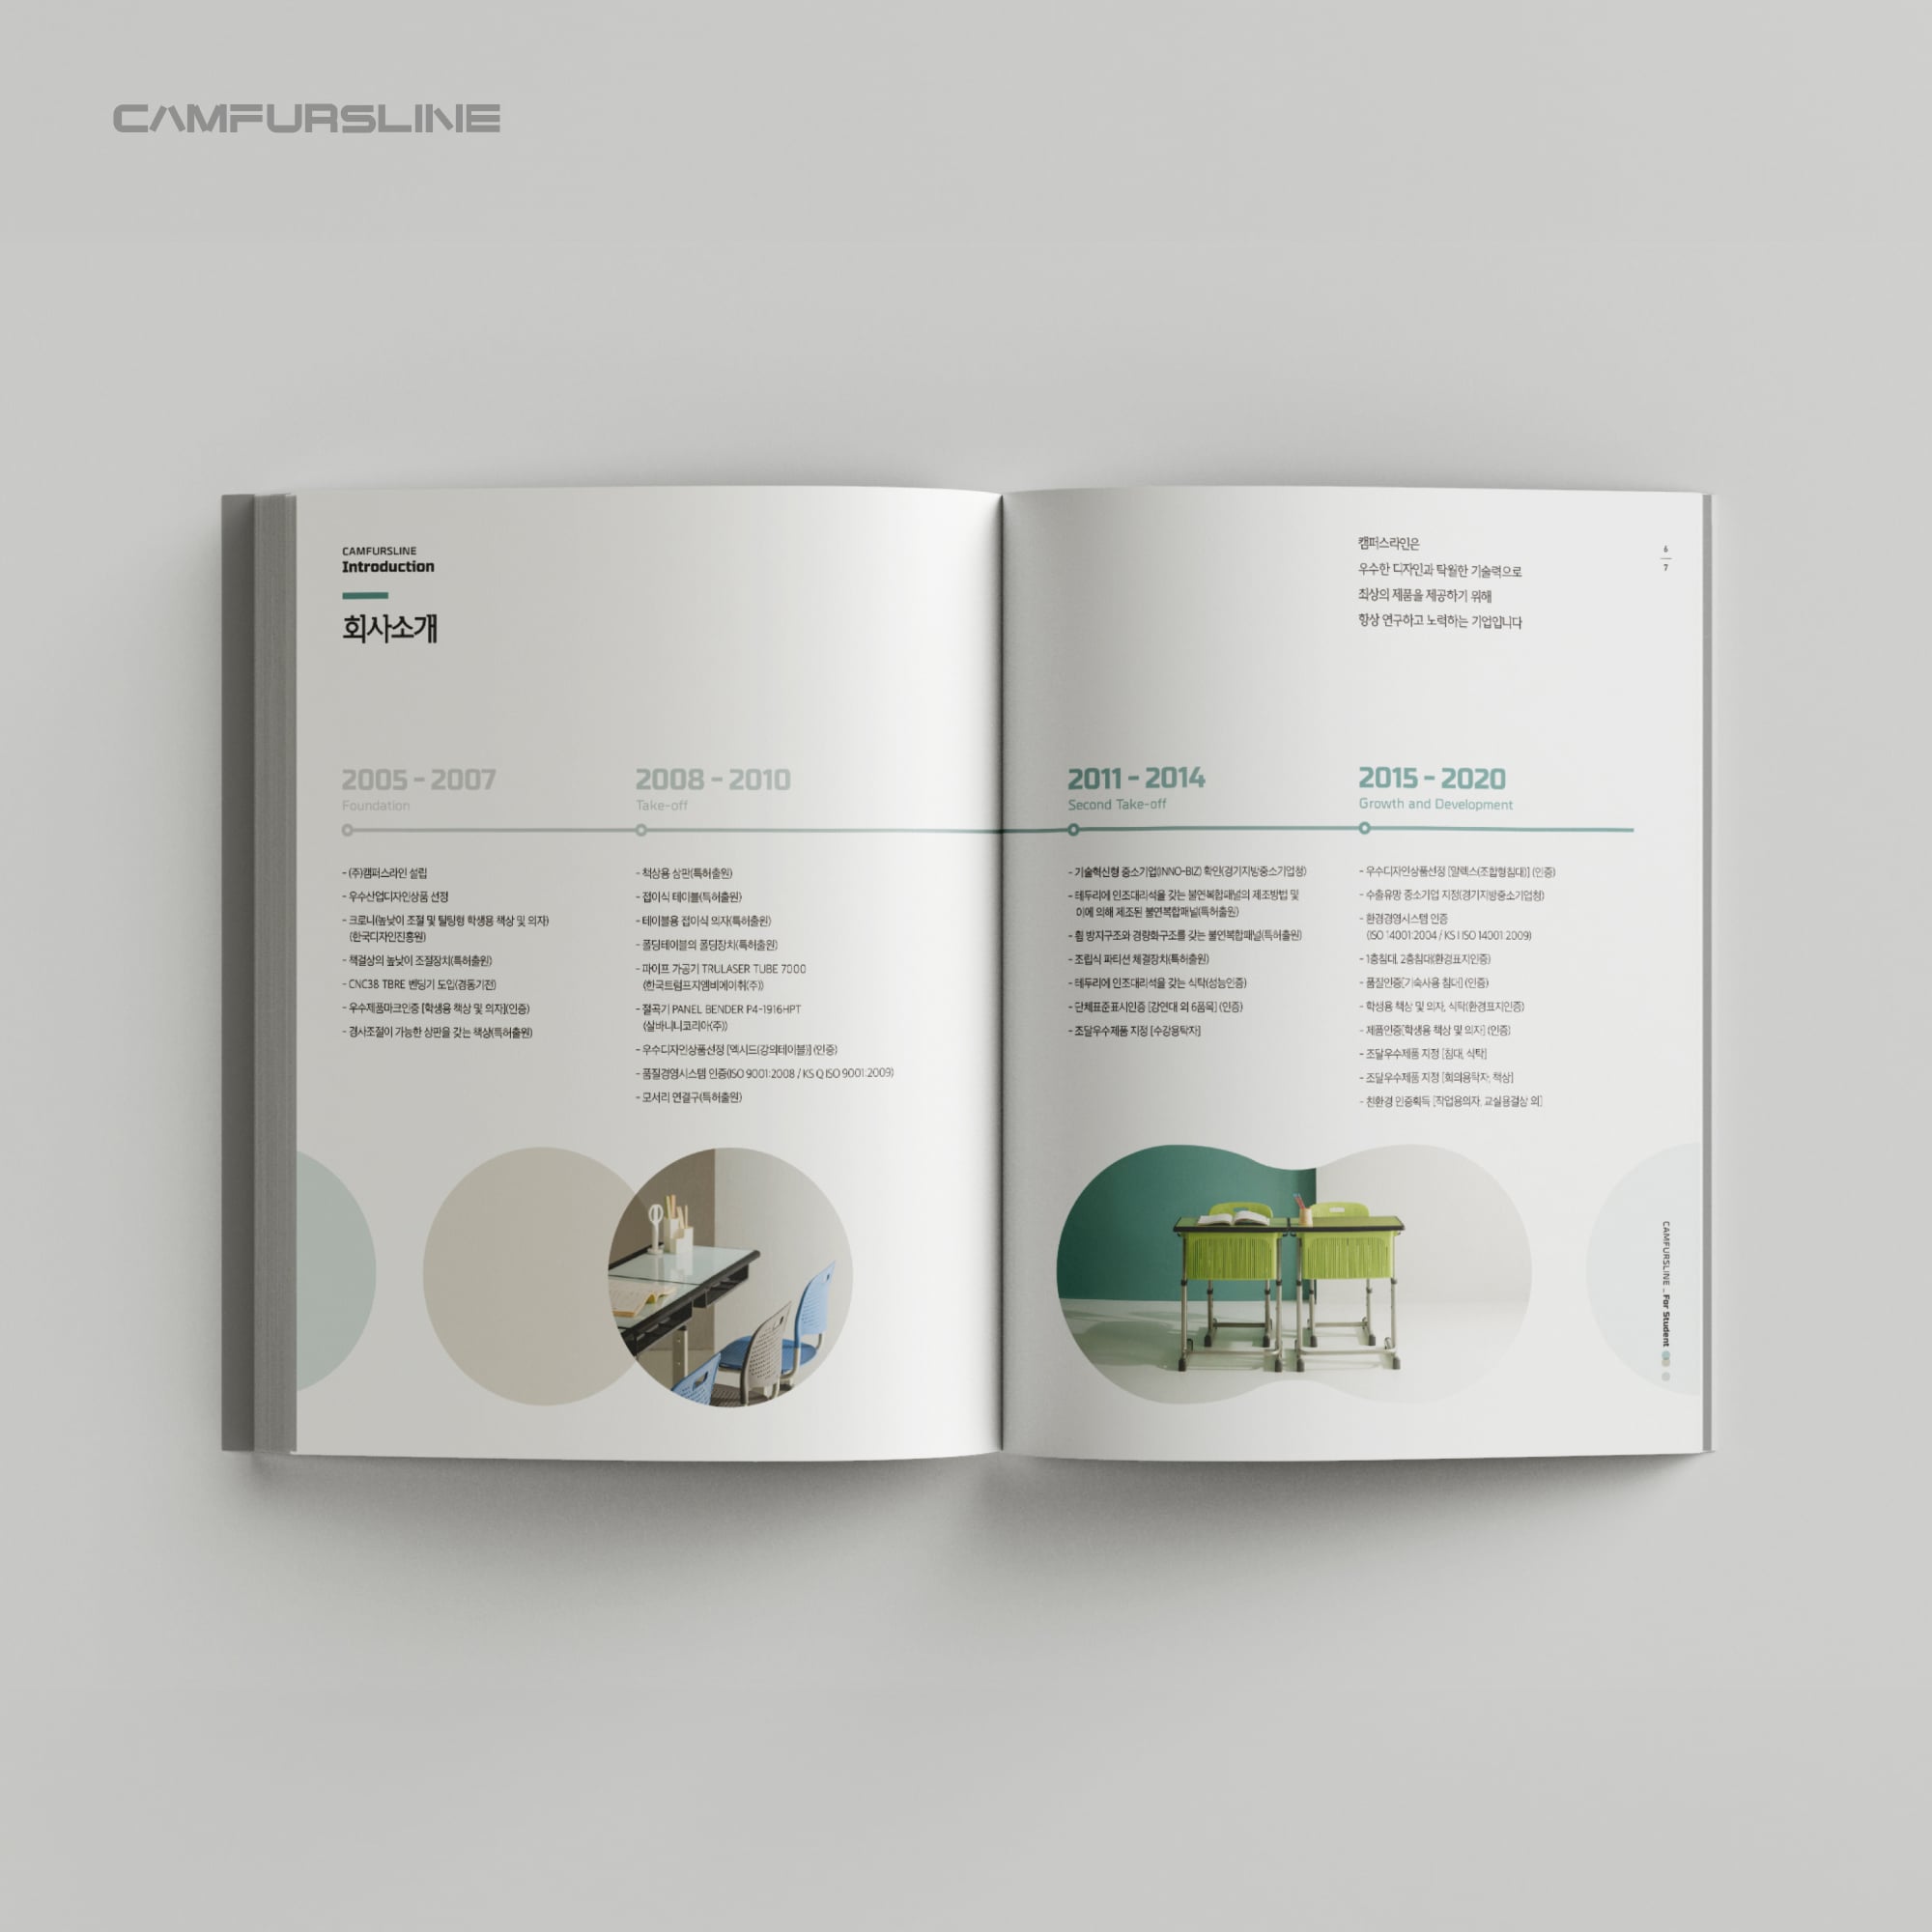 CAMFURSLINE
CAMFURSLINE
Introduction
회사소개
2005 - 2007
Foundation
- (주)캠퍼스라인 설립
- 우수산업디자인상품 선정
- 크로니(높낮이 조절 및 틸팅형 학생용 책상 및 의자)
(한국디자인진흥원)
- 책걸상의 높낮이 조절장치(특허출원)
- CNC38 TBRE 벤딩기 도입(경동기전)
- 우수제품마크인증 [학생용 책상 및 의자](인증)
- 경사조절이 가능한 상판을 갖는 책상(특허출원)
2008 - 2010
Take-off
- 책상용 상판(특허출원)
- 접이식 테이블(특허출원)
- 테이블용 접이식 의자(특허출원)
- 폴딩테이블의 폴딩장치(특허출원)
- 파이프 가공기 TRULASER TUBE 7000
(한국트럼프지엠비에이취(주))
- 절곡기 PANEL BENDER P4-1916HPT
(살바니니코리아(주))
- 우수디자인상품선정 [엑시드(강의테이블)] (인증)
- 품질경영시스템 인증(ISO 9001:2008 / KS Q ISO 9001:2009)
- 모서리 연결구(특허출원)
캠퍼스라인은
우수한 디자인과 탁월한 기술력으로
최상의 제품을 제공하기 위해
항상 연구하고 노력하는 기업입니다
6
7
2011 - 2014
Second Take-off
- 기술혁신형 중소기업(INNO-BIZ) 확인(경기지방중소기업청)
- 테두리에 인조대리석을 갖는 불연복합패널의 제조방법 및
이에 의해 제조된 불연복합패널(특허출원)
- 휨 방지구조와 경량화구조를 갖는 불연복합패널(특허출원)
- 조립식 파티션 체결장치(특허출원)
- 테두리에 인조대리석을 갖는 식탁(성능인증)
- 단체표준표시인증 [강연대 외 6품목] (인증)
- 조달우수제품 지정 [수강용탁자]
2015 - 2020
Growth and Development
- 우수디자인상품선정 [알렉스(조합형침대)] (인증)
- 수출유망 중소기업 지정(경기지방중소기업청)
- 환경경영시스템 인증
(ISO 14001:2004 / KS I ISO 14001:2009)
- 1층침대, 2층침대(환경표지인증)
- 품질인증[기숙사용 침대] (인증)
- 학생용 책상 및 의자, 식탁(환경표지인증)
- 제품인증[학생용 책상 및 의자] (인증)
- 조달우수제품 지정 [침대, 식탁]
- 조달우수제품 지정 [회의용탁자, 책상]
- 친환경 인증획득 [작업용의자, 교실용걸상 외]
CAMFURSLINE _ For Student